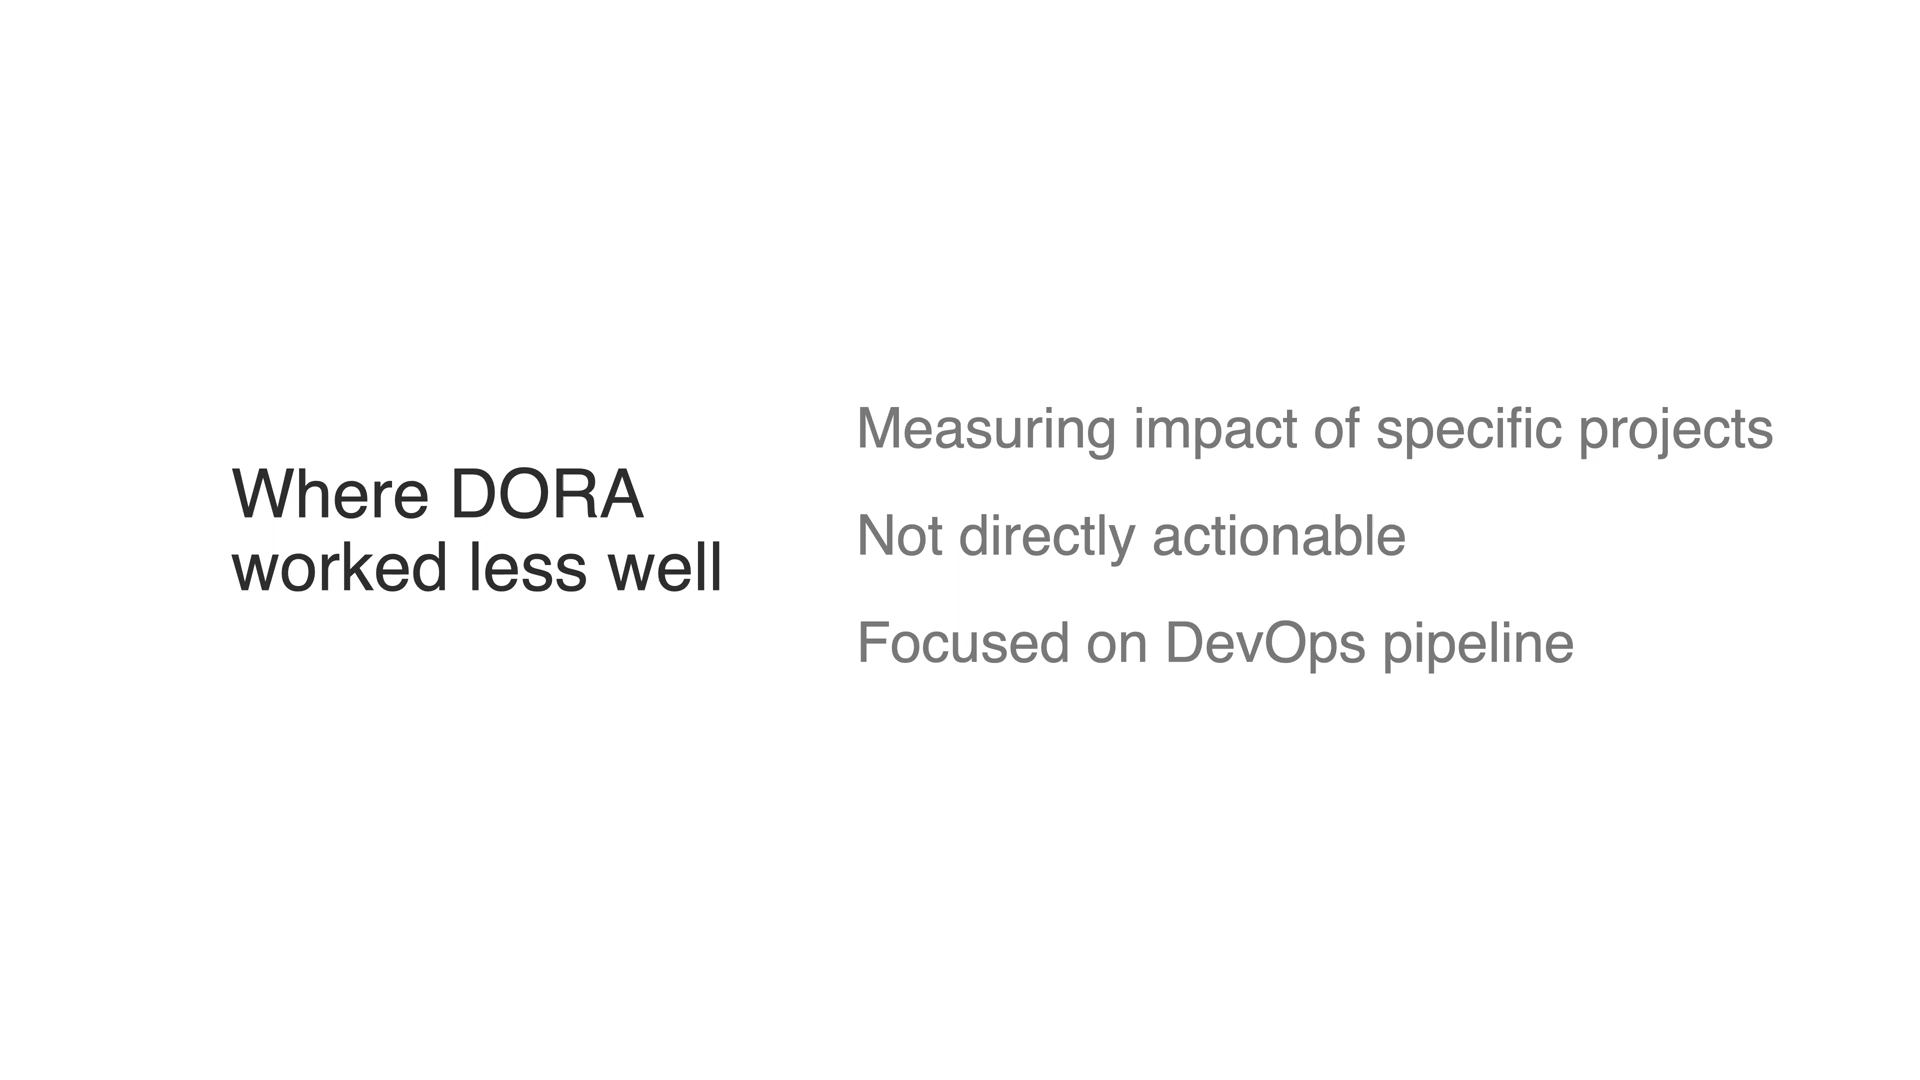 Where DORA
worked less well
Measuring impact of specific projects
Not directly actionable
Focused on DevOps pipeline